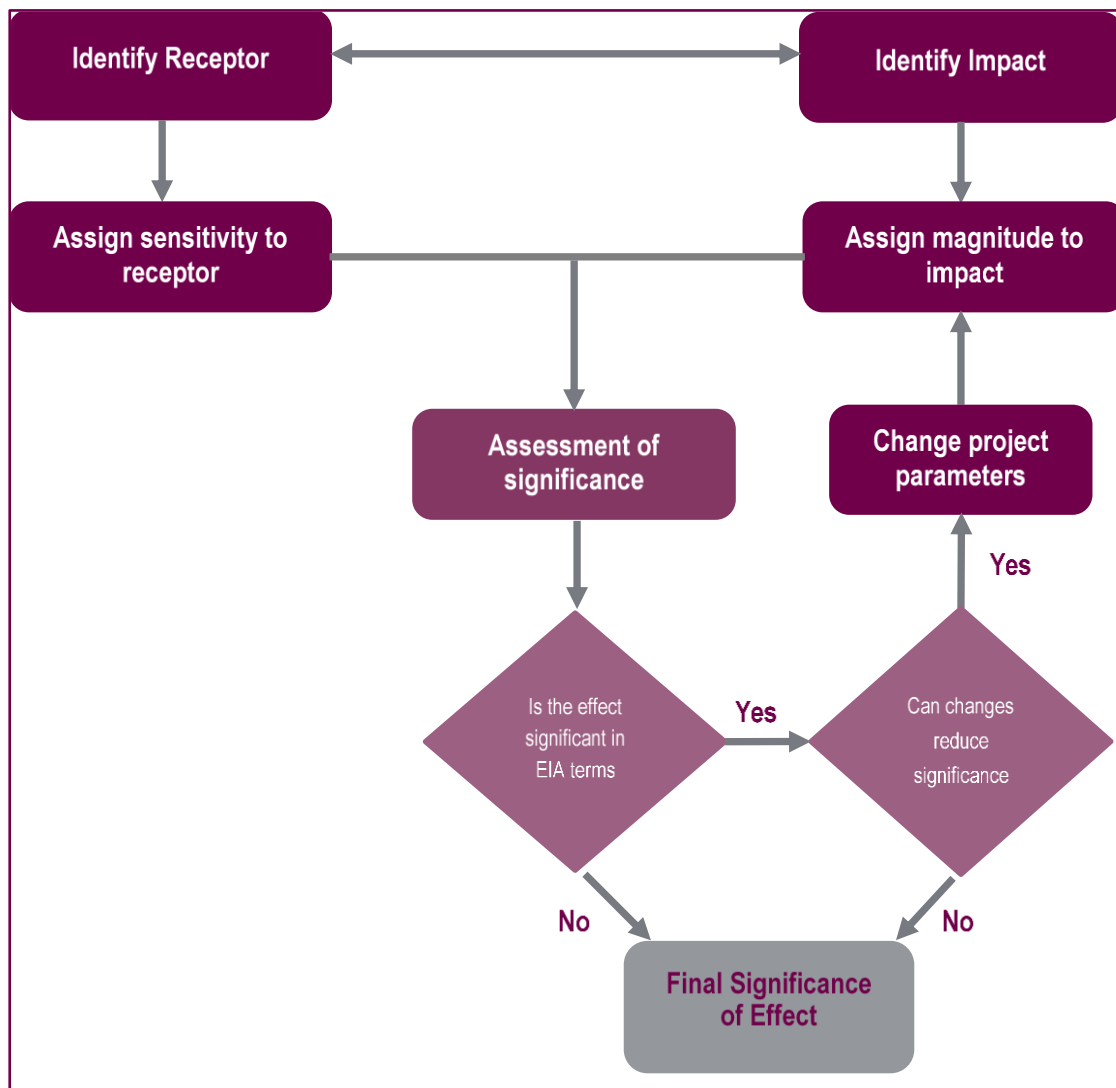 Identify Receptor
Identify Impact
Assign sensitivity to
receptor
Assign magnitude to
impact
Assessment of
significance
Change project
parameters
Yes
Is the effect
significant in
EIA terms
Yes
Can changes
reduce
significance
No
No
Final Significance
of Effect